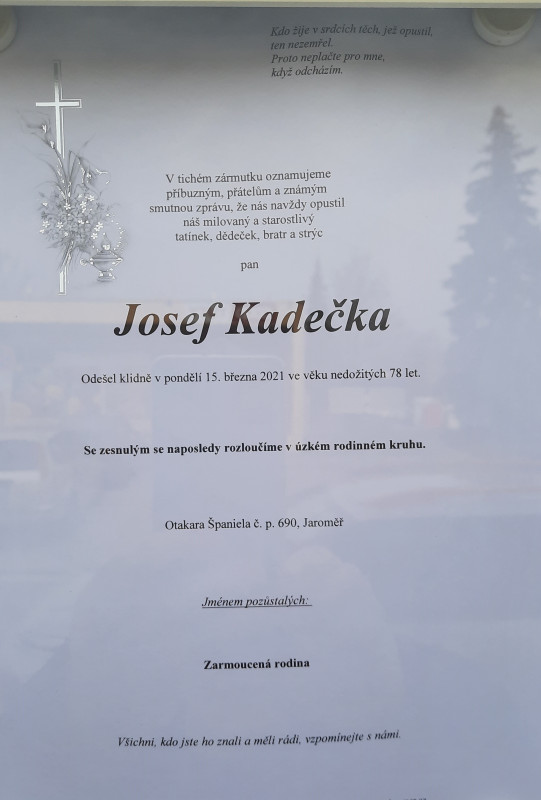 Kdo žije v srdcích těch, jež opustil,
ten nezemřel.
Proto neplačte pro mne,
když odcházím.
V tichém zármutku oznamujeme
příbuzným, přátelům a známým
smutnou zprávu, že nás navždy opustil
náš milovaný a starostlivý
tatínek, dědeček, bratr a strýc
pan
Josef Kadečka
Odešel klidně v pondělí 15. března 2021 ve věku nedožitých 78 let.
Se zesnulým se naposledy rozloučíme v úzkém rodinném kruhu.
Otakara Španiela č. p. 690, Jaroměř
Jménem pozůstalých:
Zarmoucená rodina
Všichni, kdo jste ho znali a měli rádi, vzpomínejte s námi.